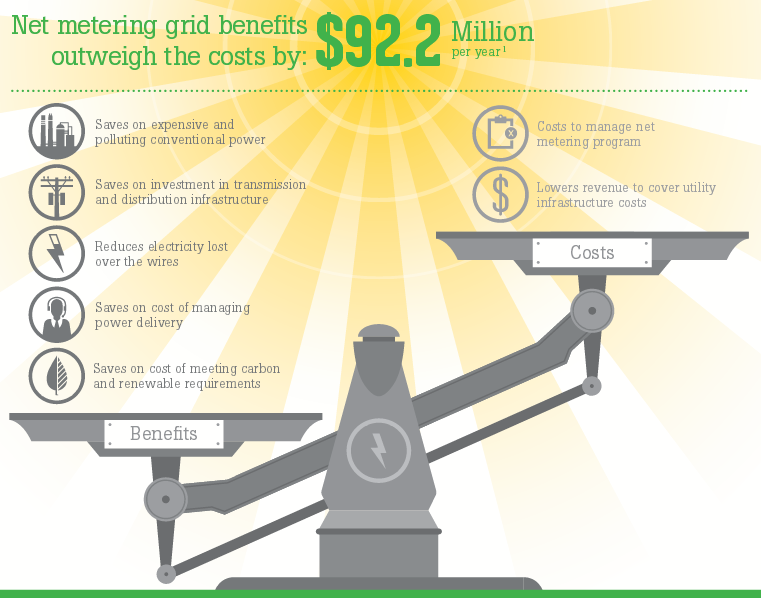 Net metering grid benefits
outweigh the costs by:
$92.2
Million
per year¹
Saves on expensive and
polluting conventional power
Saves on investment in transmission
and distribution infrastructure
Reduces electricity lost
over the wires
Saves on cost of managing
power delivery
Saves on cost of meeting carbon
and renewable requirements
Benefits
X
Costs to manage net
metering program
$
Lowers revenue to cover utility
infrastructure costs
Costs